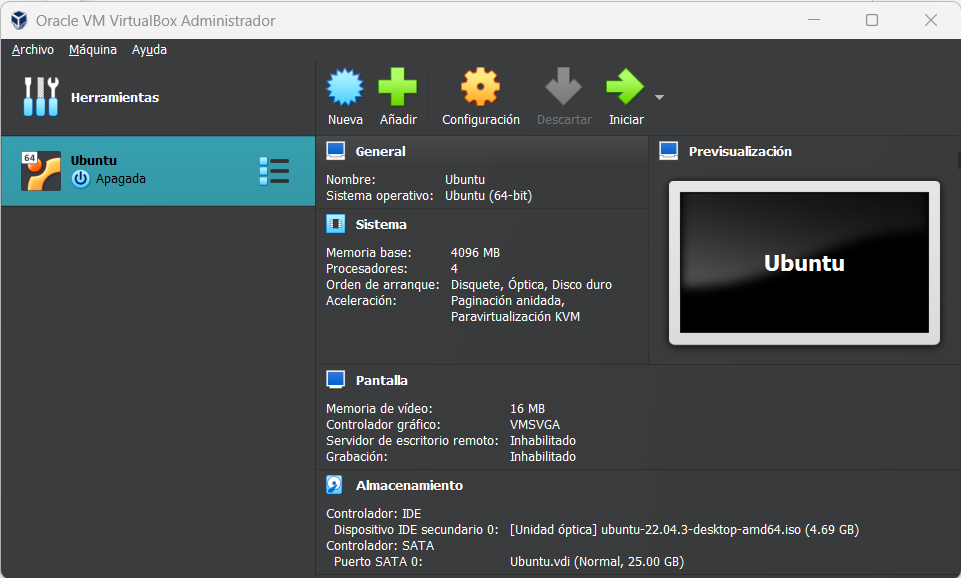 Oracle VM VirtualBox Administrador
Archivo Máquina Ayuda
Herramientas
Nueva Añadir Configuración Descartar Iniciar
64
Ubuntu
Apagada
General
Nombre: Ubuntu
Sistema operativo: Ubuntu (64-bit)
Previsualización
Ubuntu
Sistema
Memoria base: 4096 MB
Procesadores: 4
Orden de arranque: Disquete, Óptica, Disco duro
Aceleración: Paginación anidada,
Paravirtualización KVM
Pantalla
Memoria de vídeo: 16 MB
Controlador gráfico: VMSVGA
Servidor de escritorio remoto: Inhabilitado
Grabación: Inhabilitado
Almacenamiento
Controlador: IDE
Dispositivo IDE secundario 0: [Unidad óptica] ubuntu-22.04.3-desktop-amd64.iso (4.69 GB)
Controlador: SATA
Puerto SATA 0: Ubuntu.vdi (Normal, 25.00 GB)